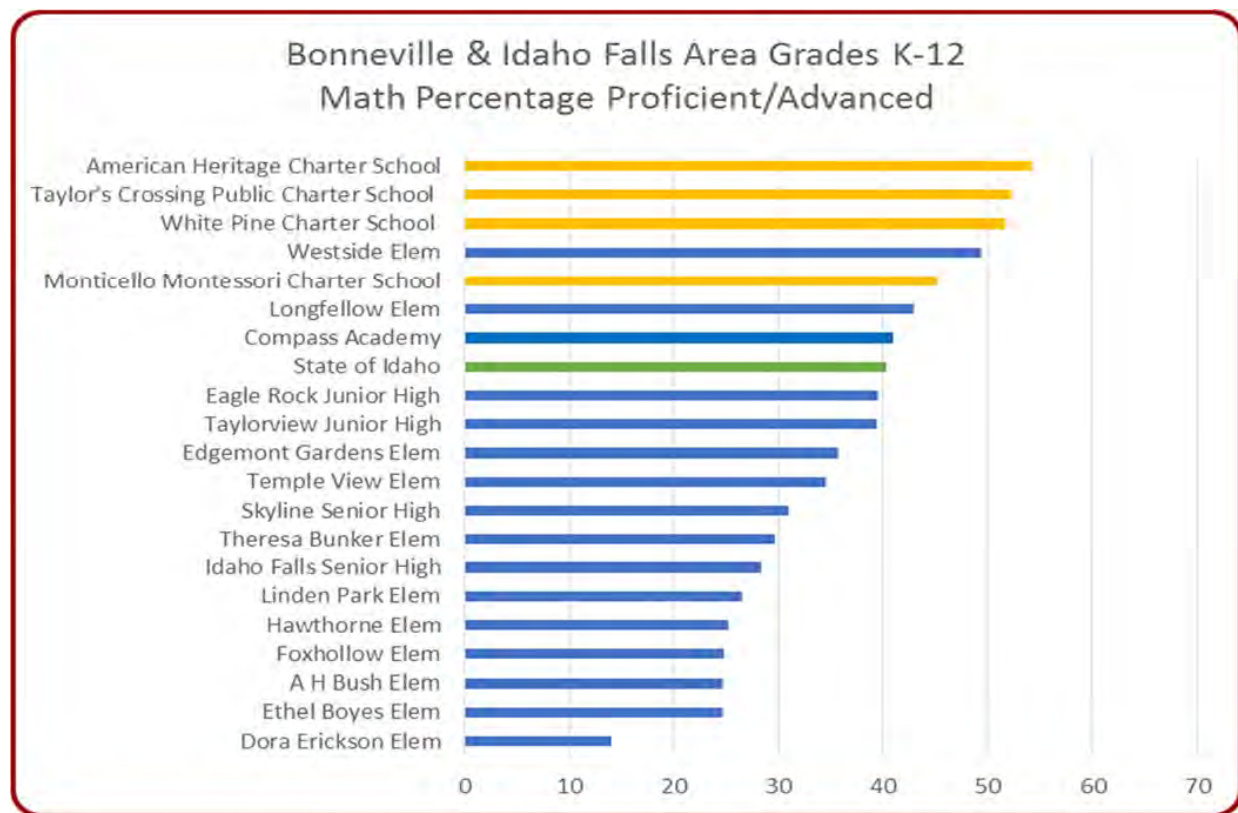 Bonneville & Idaho Falls Area Grades K-12
Math Percentage Proficient/Advanced
American Heritage Charter School
Taylor's Crossing Public Charter School
White Pine Charter School
Westside Elem
Monticello Montessori Charter School
Longfellow Elem
Compass Academy
State of Idaho
Eagle Rock Junior High
Taylorview Junior High
Edgemont Gardens Elem
Temple View Elem
Skyline Senior High
Theresa Bunker Elem
Idaho Falls Senior High
Linden Park Elem
Hawthorne Elem
Foxhollow Elem
A H Bush Elem
Ethel Boyes Elem
Dora Erickson Elem
0 10 20 30 40 50 60 70